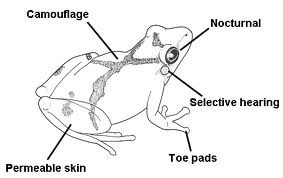 Camouflage
Nocturnal
Selective hearing
Toe pads
Permeable skin